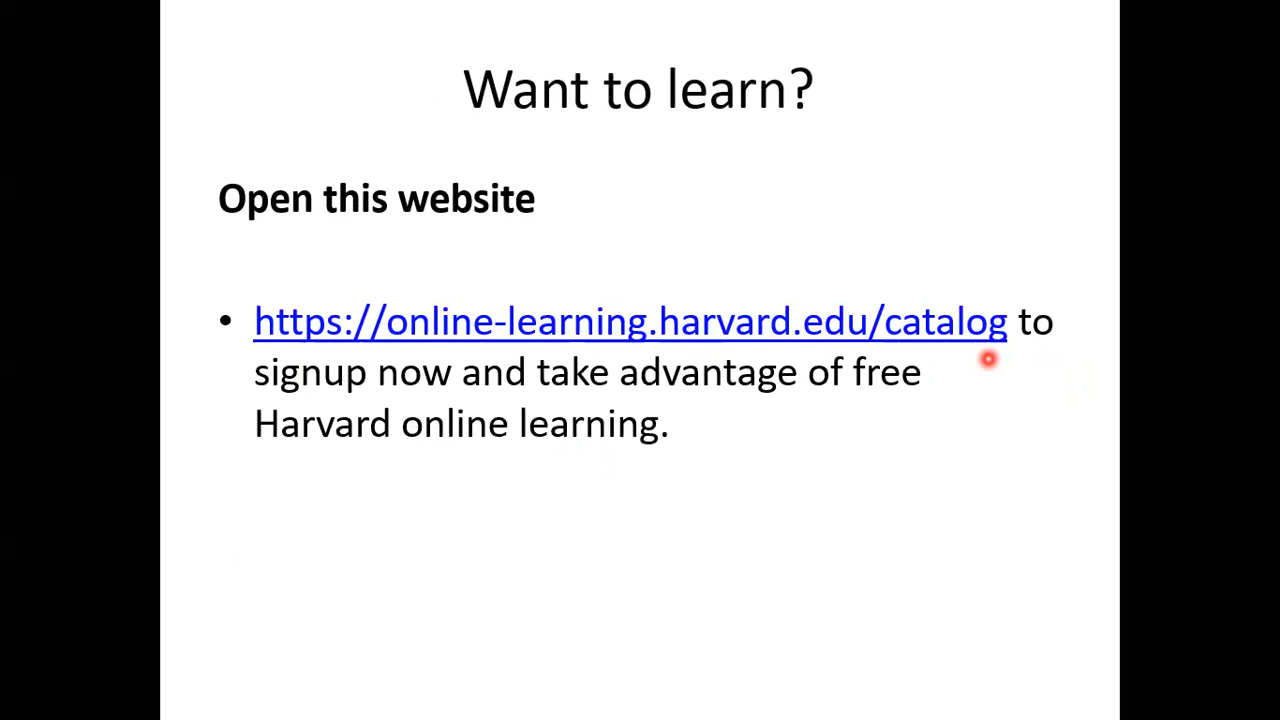 Want to learn?
Open this website
• https://online-learning.harvard.edu/catalog to
signup now and take advantage of free
Harvard online learning.